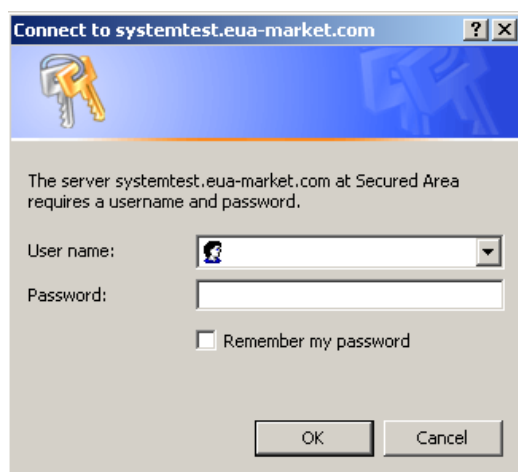 Connect to systemtest.eua-market.com
The server systemtest.eua-market.com at Secured Area
requires a username and password.
User name:
Password:
Remember my password
OK
Cancel